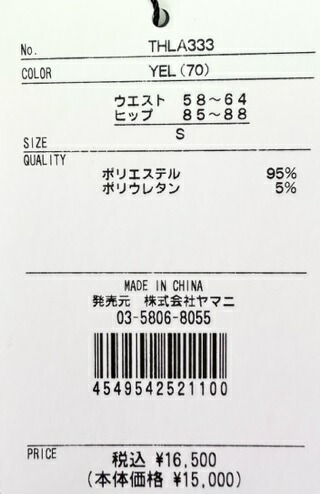 No. THLA333
COLOR YEL(70)
ウエスト 58～64
ヒップ 85～88
SIZE S
QUALITY
ポリエステル 95%
ポリウレタン 5%
MADE IN CHINA
発売元 株式会社ヤマニ
03-5806-8055
4549542521100
PRICE 税込 ¥16,500
(本体価格 ¥15,000)